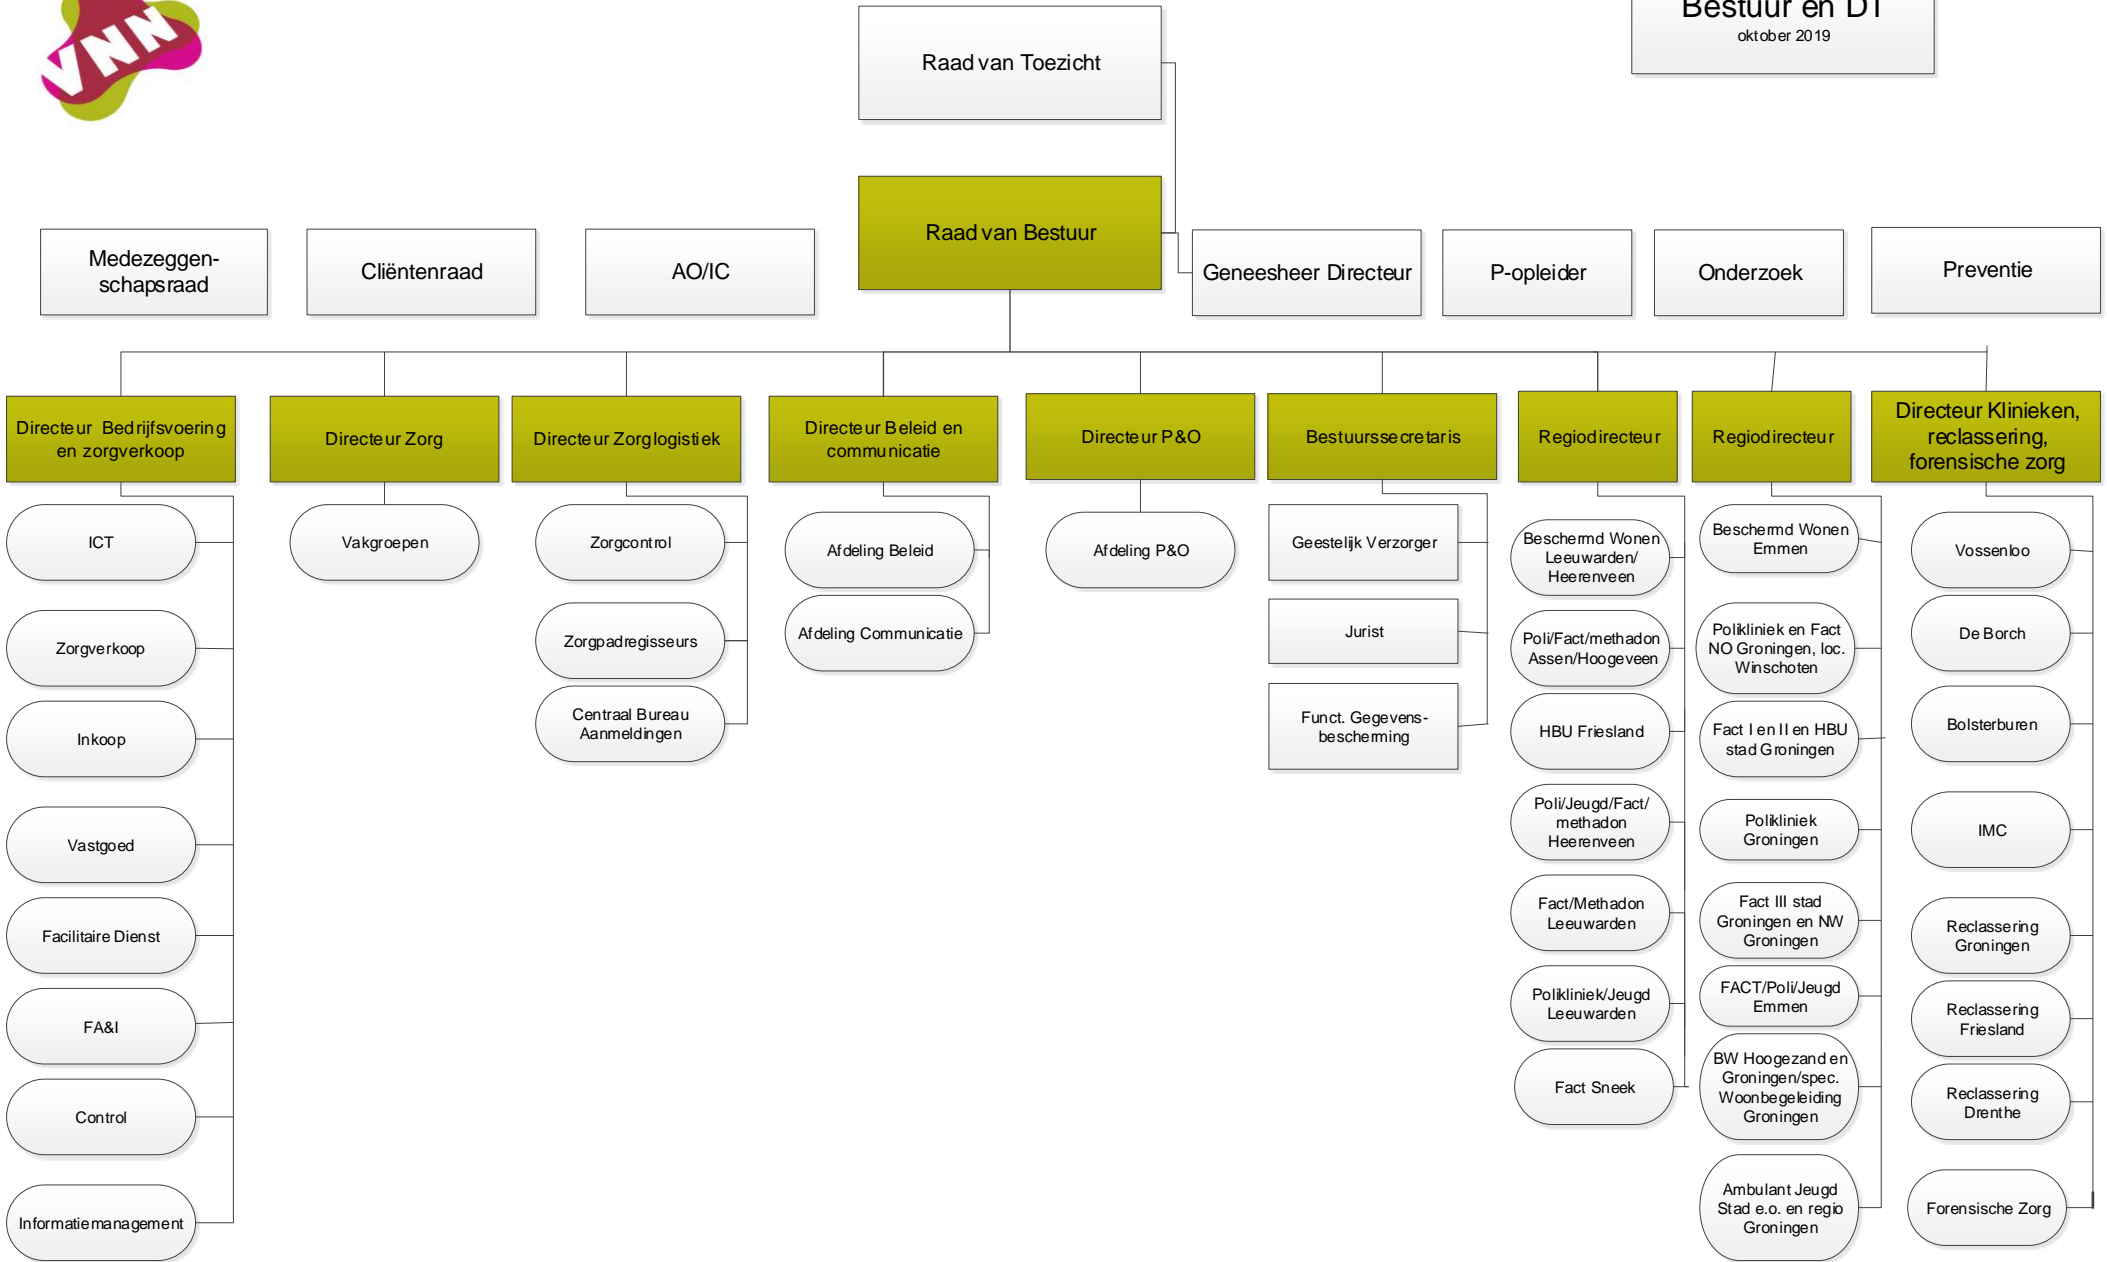 VNN
Bestuur en DT
oktober 2019
Raad van Toezicht
Raad van Bestuur
Medezeggen-
schapsraad
Cliëntenraad
AO/IC
Geneesheer Directeur
P-opleider
Onderzoek
Preventie
Directeur Bedrijfsvoering
en zorgverkoop
Directeur Zorg
Directeur Zorglogistiek
Directeur Beleid en
communicatie
Directeur P&O
Bestuurssecretaris
Regiodirecteur
Regiodirecteur
Directeur Klinieken,
reclassering,
forensische zorg
ICT
Zorgverkoop
Inkoop
Vastgoed
Facilitaire Dienst
FA&I
Control
Informatiemanagement
Vakgroepen
Zorgcontrol
Zorgpadregisseurs
Centraal Bureau
Aanmeldingen
Afdeling Beleid
Afdeling Communicatie
Afdeling P&O
Geestelijk Verzorger
Jurist
Funct. Gegevens-
bescherming
Beschermd Wonen
Leeuwarden/
Heerenveen
Poli/Fact/methadon
Assen/Hoogeveen
HBU Friesland
Poli/Jeugd/Fact/
methadon
Heerenveen
Fact/Methadon
Leeuwarden
Polikliniek/Jeugd
Leeuwarden
Fact Sneek
Beschermd Wonen
Emmen
Polikliniek en Fact
NO Groningen, loc.
Winschoten
Fact I en II en HBU
stad Groningen
Polikliniek
Groningen
Fact III stad
Groningen en NW
Groningen
FACT/Poli/Jeugd
Emmen
BW Hoogezand en
Groningen/spec.
Woonbegeleiding
Groningen
Ambulant Jeugd
Stad e.o. en regio
Groningen
Vossenloo
De Borch
Bolsterburen
IMC
Reclassering
Groningen
Reclassering
Friesland
Reclassering
Drenthe
Forensische Zorg